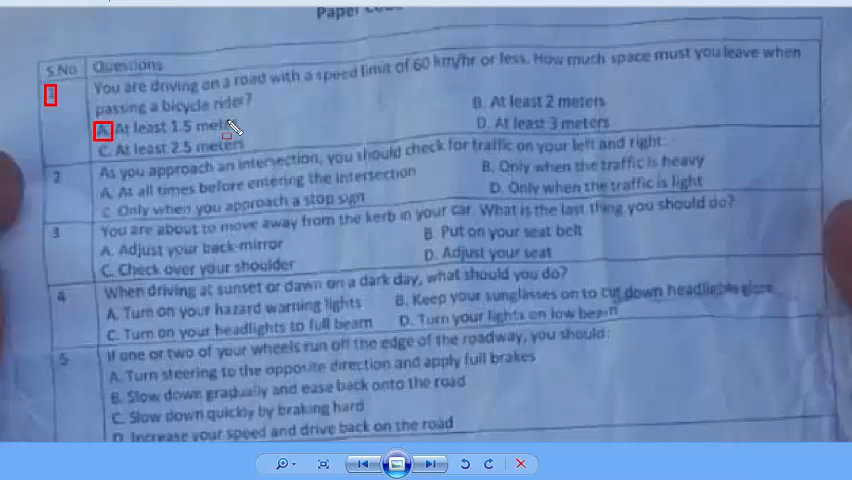 Paper Code
S.No Questions
1 You are driving on a road with a speed limit of 60 km/hr or less. How much space must you leave when
passing a bicycle rider?
A. At least 1.5 meters B. At least 2 meters
C. At least 2.5 meters D. At least 3 meters
2 As you approach an intersection, you should check for traffic on your left and right:
A. At all times before entering the intersection B. Only when the traffic is heavy
C. Only when you approach a stop sign D. Only when the traffic is light
3 You are about to move away from the kerb in your car. What is the last thing you should do?
A. Adjust your back-mirror B. Put on your seat belt
C. Check over your shoulder D. Adjust your seat
4 When driving at sunset or dawn on a dark day, what should you do?
A. Turn on your hazard warning lights B. Keep your sunglasses on to cut down headlights glare
C. Turn on your headlights to full beam D. Turn your lights on low beam
5 If one or two of your wheels run off the edge of the roadway, you should:
A. Turn steering to the opposite direction and apply full brakes
B. Slow down gradually and ease back onto the road
C. Slow down quickly by braking hard
D. Increase your speed and drive back on the road